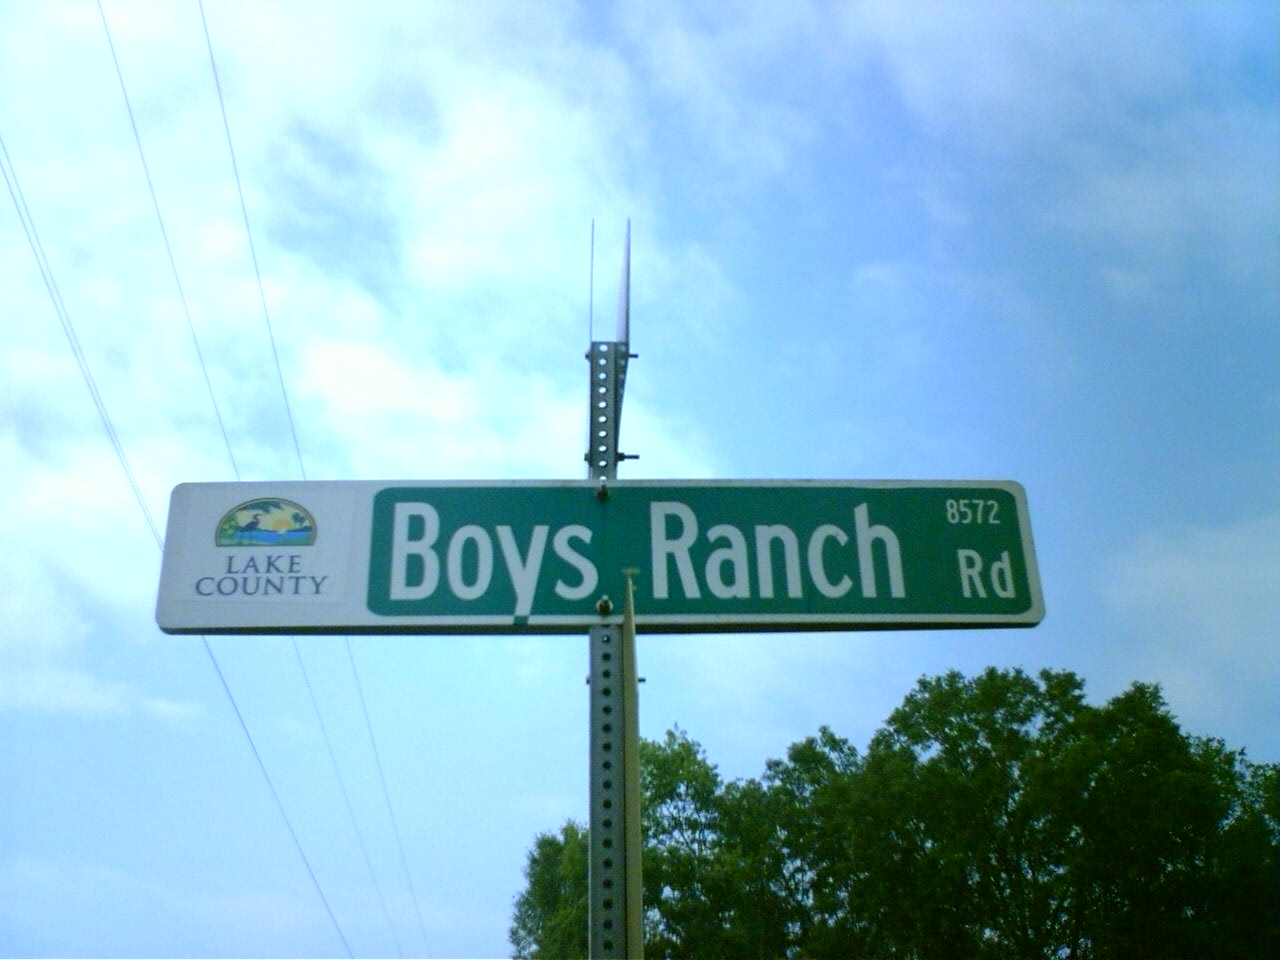 LAKE
COUNTY
Boys Ranch
8572
Rd